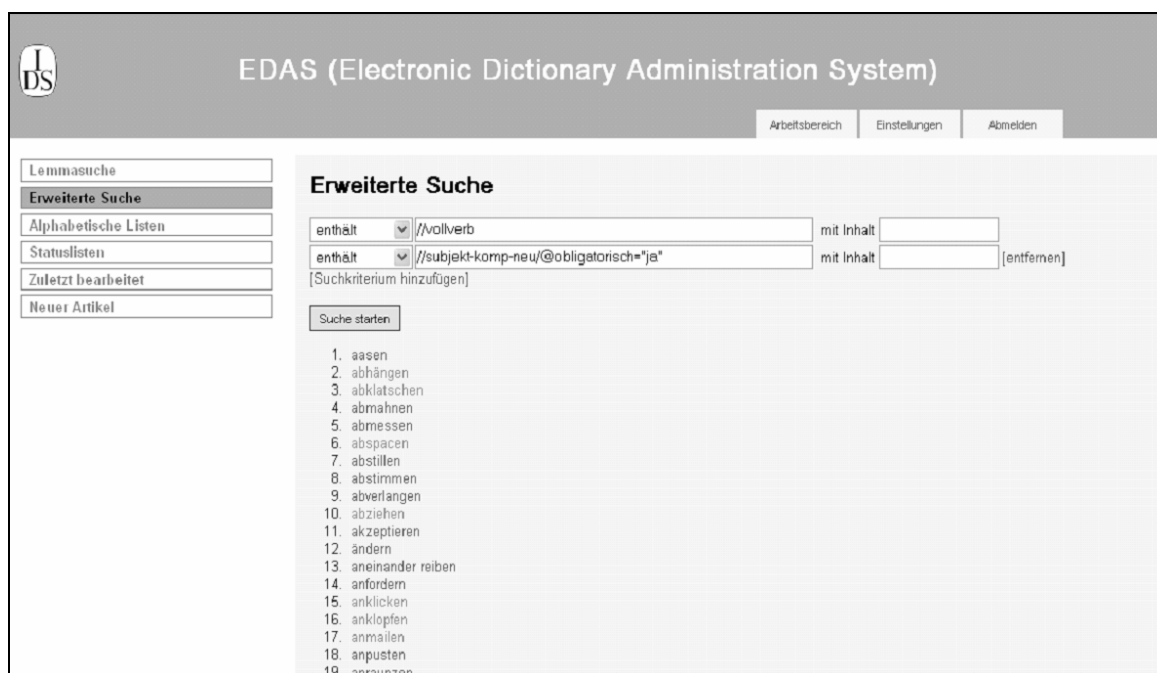 IDS
EDAS (Electronic Dictionary Administration System)
Arbeitsbereich Einstellungen Abmelden
Lemmasuche
Erweiterte Suche
Alphabetische Listen
Statuslisten
Zuletzt bearbeitet
Neuer Artikel
Erweiterte Suche
enthält //vollverb mit Inhalt
enthält //subjekt-komp-neu/@obligatorisch="ja" mit Inhalt [entfernen]
[Suchkriterium hinzufügen]
Suche starten
1. aasen
2. abhängen
3. abklatschen
4. abmahnen
5. abmessen
6. abspacen
7. abstillen
8. abstimmen
9. abverlangen
10. abziehen
11. akzeptieren
12. ändern
13. aneinander reiben
14. anfordern
15. anklicken
16. anklopfen
17. anmailen
18. anpusten
19. anraunzen